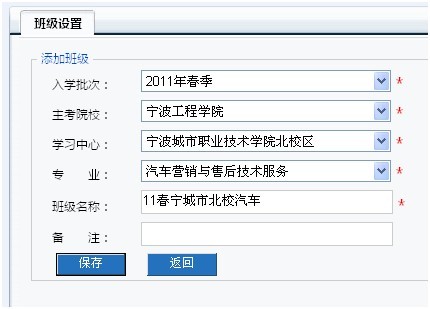 班级设置
添加班级
入学批次： 2011年春季 *
主考院校： 宁波工程学院 *
学习中心： 宁波城市职业技术学院北校区 *
专　业： 汽车营销与售后技术服务 *
班级名称： 11春宁城市北校汽车 *
备　注：
保存 返回